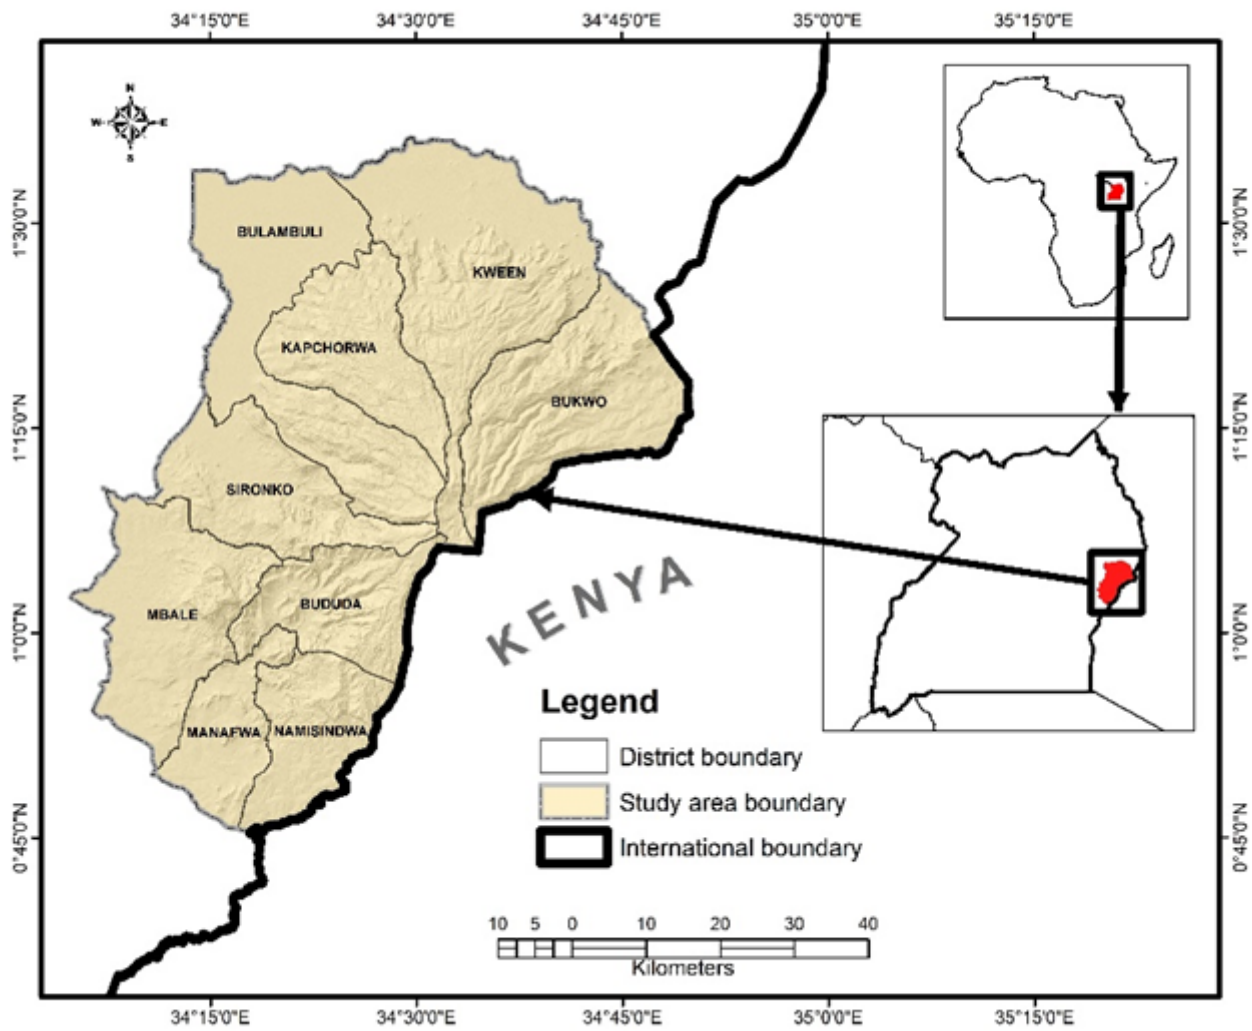 34°15'0"E 34°30'0"E 34°45'0"E 35°0'0"E 35°15'0"E
N
W E
S
1°30'0"N 1°30'0"N
BULAMBULI
KWEEN
KAPCHORWA
BUKWO
1°15'0"N 1°15'0"N
SIRONKO
KENYA
BUDUDA
MBALE
1°0'0"N 1°0'0"N
MANAFWA NAMISINDWA
Legend
District boundary
Study area boundary
International boundary
0°45'0"N 0°45'0"N
10 5 0 10 20 30 40
Kilometers
34°15'0"E 34°30'0"E 34°45'0"E 35°0'0"E 35°15'0"E